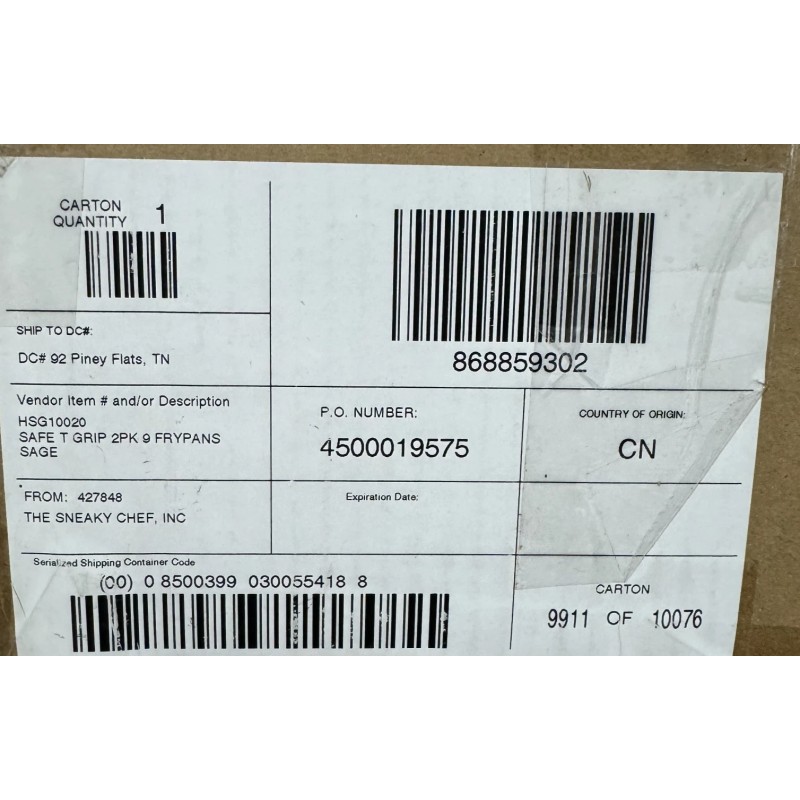 CARTON
QUANTITY 1
868859302
SHIP TO DC#:
DC# 92 Piney Flats, TN
Vendor Item # and/or Description
HSG10020
SAFE T GRIP 2PK 9 FRYPANS
SAGE
P.O. NUMBER:
4500019575
COUNTRY OF ORIGIN:
CN
FROM: 427848
THE SNEAKY CHEF, INC
Expiration Date:
Serialized Shipping Container Code
(00) 0 8500399 030055418 8
CARTON
9911 OF 10076